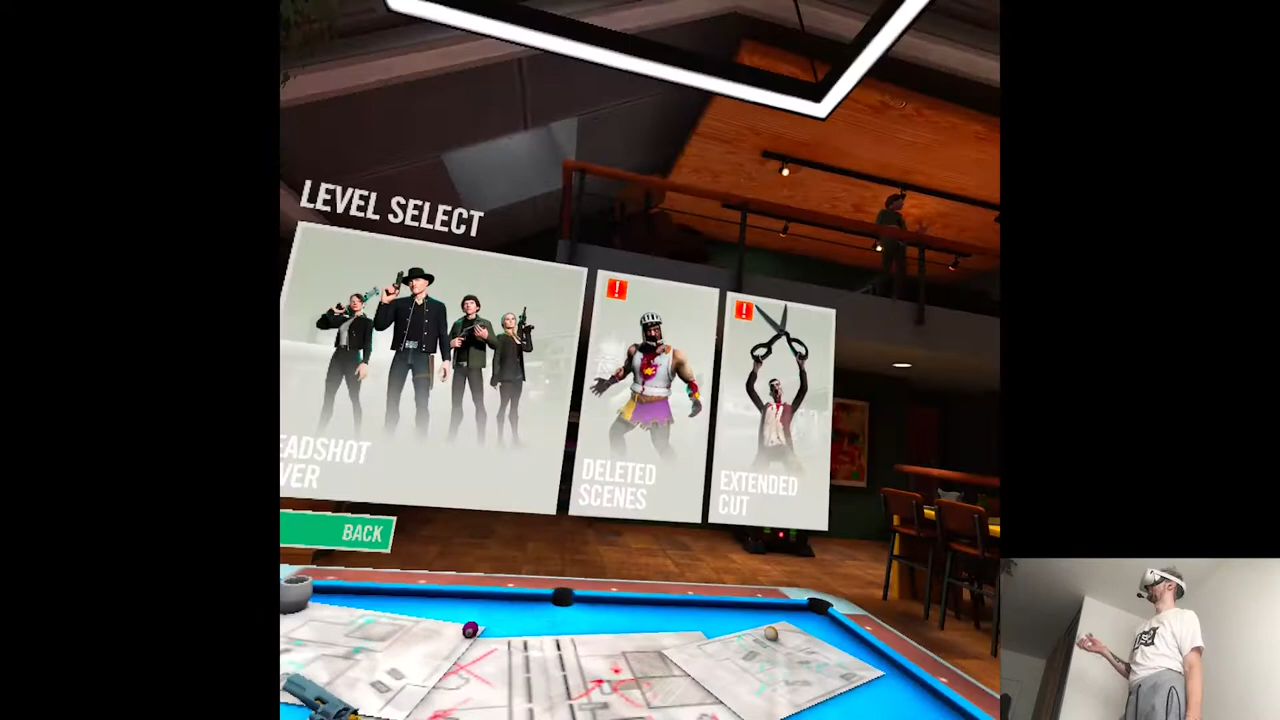 LEVEL SELECT
EADSHOT
VER
DELETED
SCENES
EXTENDED
CUT
BACK